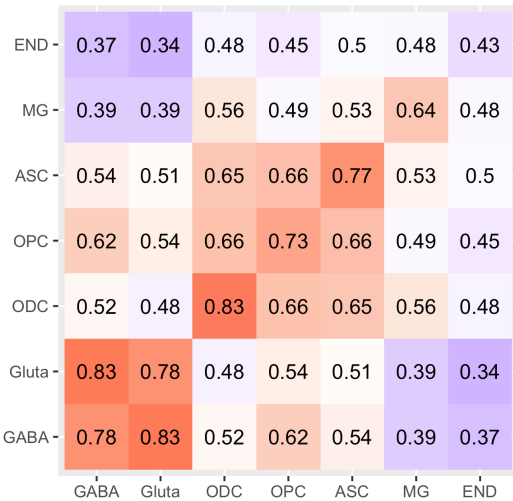 END 0.37 0.34 0.48 0.45 0.5 0.48 0.43
MG 0.39 0.39 0.56 0.49 0.53 0.64 0.48
ASC 0.54 0.51 0.65 0.66 0.77 0.53 0.5
OPC 0.62 0.54 0.66 0.73 0.66 0.49 0.45
ODC 0.52 0.48 0.83 0.66 0.65 0.56 0.48
Gluta 0.83 0.78 0.48 0.54 0.51 0.39 0.34
GABA 0.78 0.83 0.52 0.62 0.54 0.39 0.37
GABA Gluta ODC OPC ASC MG END